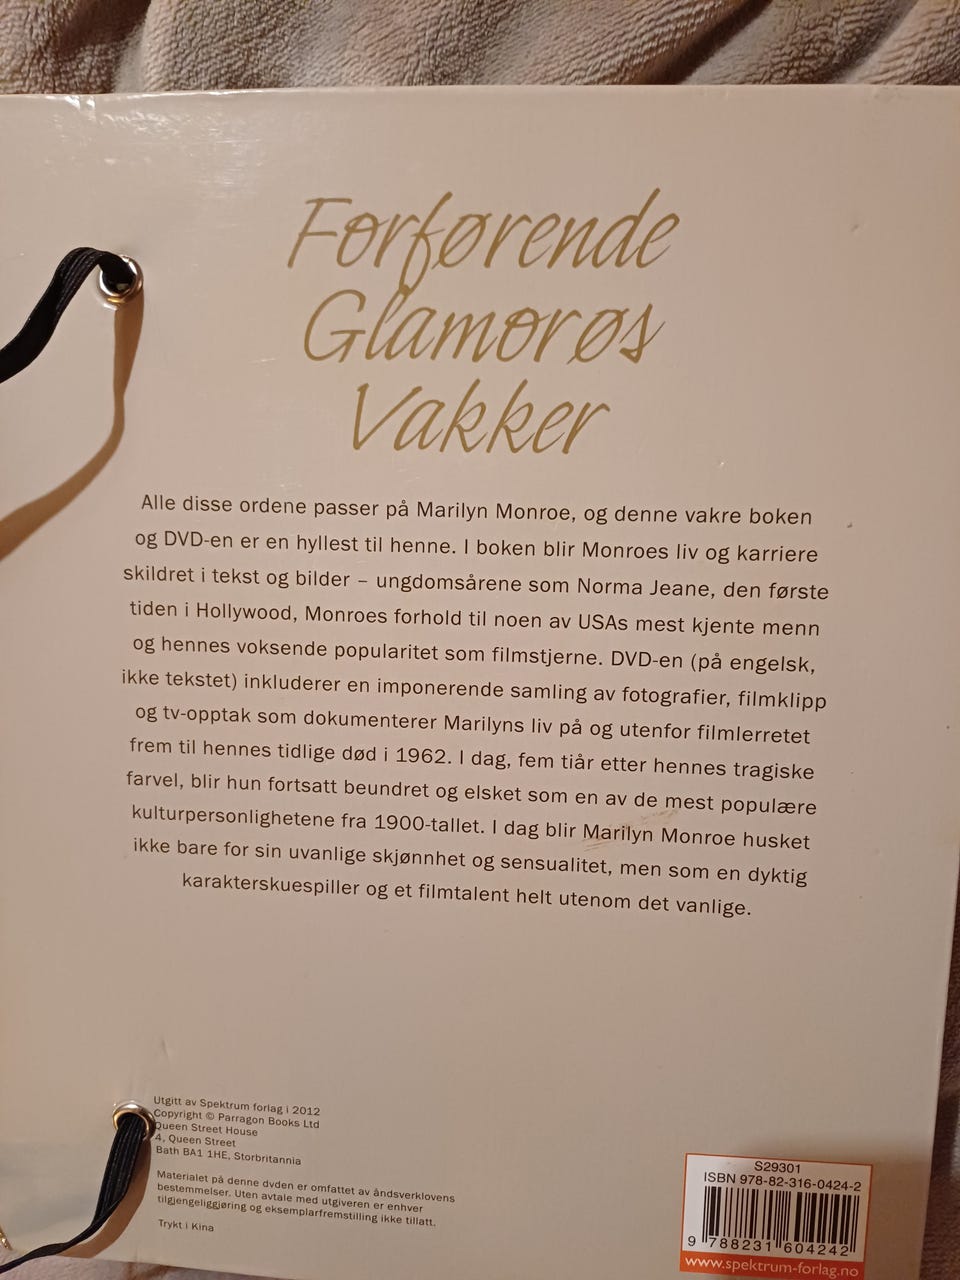 Forførende
Glamorøs
Vakker
Alle disse ordene passer på Marilyn Monroe, og denne vakre boken
og DVD-en er en hyllest til henne. I boken blir Monroes liv og karriere
skildret i tekst og bilder – ungdomsårene som Norma Jeane, den første
tiden i Hollywood, Monroes forhold til noen av USAs mest kjente menn
og hennes voksende popularitet som filmstjerne. DVD-en (på engelsk,
ikke tekstet) inkluderer en imponerende samling av fotografier, filmklipp
og tv-opptak som dokumenterer Marilyns liv på og utenfor filmlerretet
frem til hennes tidlige død i 1962. I dag, fem tiår etter hennes tragiske
farvel, blir hun fortsatt beundret og elsket som en av de mest populære
kulturpersonlighetene fra 1900-tallet. I dag blir Marilyn Monroe husket
ikke bare for sin uvanlige skjønnhet og sensualitet, men som en dyktig
karakterskuespiller og et filmtalent helt utenom det vanlige.
Utgitt av Spektrum forlag i 2012
Copyright © Parragon Books Ltd
Queen Street House
4, Queen Street
Bath BA1 1HE, Storbritannia
Materialet på denne dvden er omfattet av åndsverklovens
bestemmelser. Uten avtale med utgiveren er enhver
tilgjengeliggjøring og eksemplarfremstilling ikke tillatt.
Trykt i Kina
S29301
ISBN 978-82-316-0424-2
9 788231 604242
www.spektrum-forlag.no